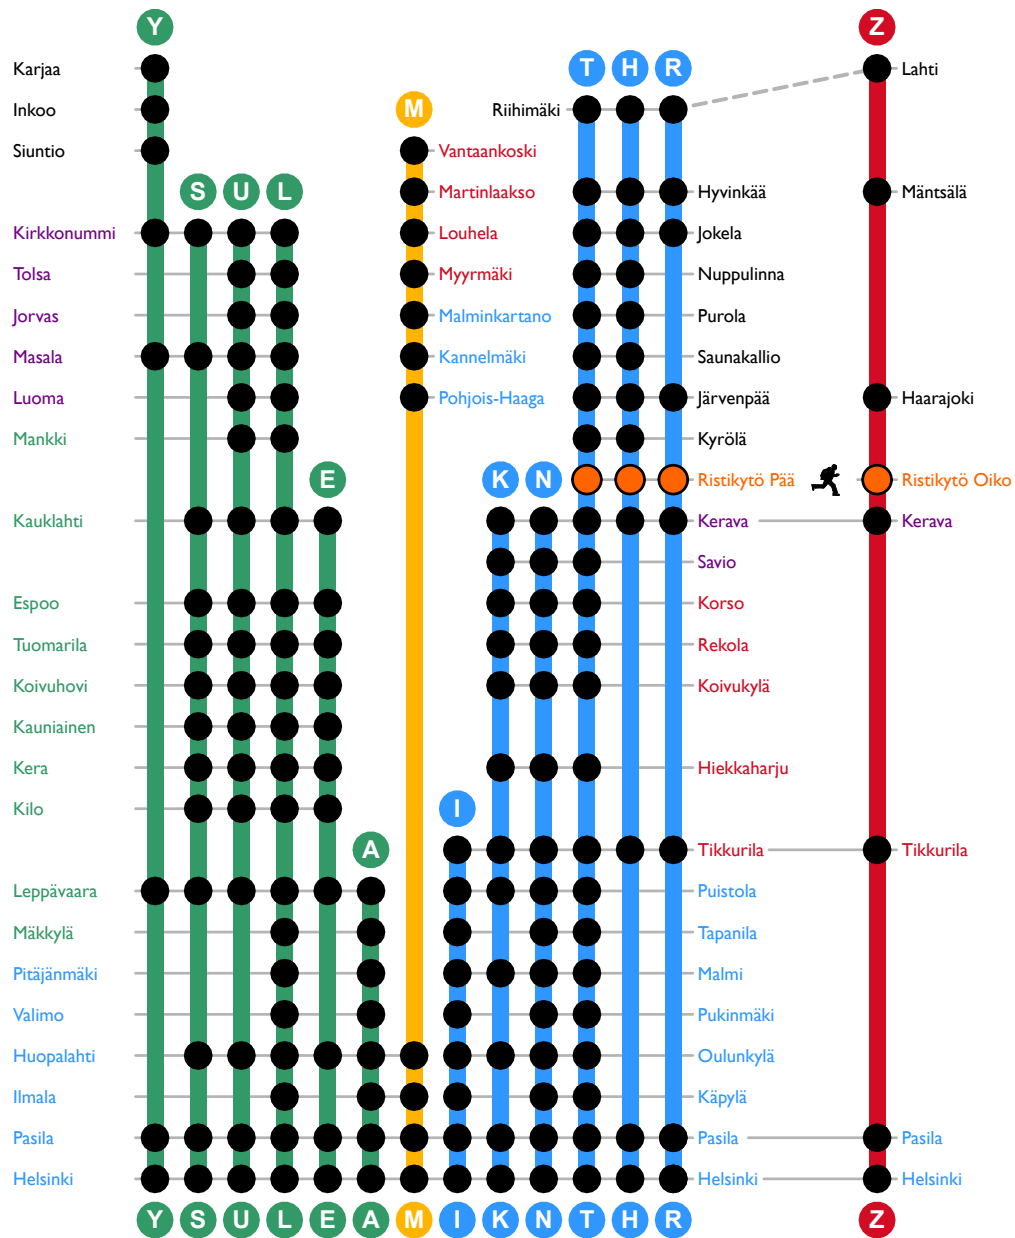 Y
Z
Karjaa
T H R
Lahti
Inkoo
M
Riihimäki
Siuntio
Vantaankoski
S U L
Martinlaakso
Hyvinkää
Mäntsälä
Kirkkonummi
Louhela
Jokela
Tolsa
Myyrmäki
Nuppulinna
Jorvas
Malminkartano
Purola
Masala
Kannelmäki
Saunakallio
Luoma
Pohjois-Haaga
Järvenpää
Haarajoki
Mankki
Kyrölä
E
K N
Ristikytö Pää
Ristikytö Oiko
Kauklahti
Kerava
Kerava
Savio
Espoo
Korso
Tuomarila
Rekola
Koivuhovi
Koivukylä
Kauniainen
Kera
Hiekkaharju
Kilo
I
A
Tikkurila
Tikkurila
Leppävaara
Puistola
Mäkkylä
Tapanila
Pitäjänmäki
Malmi
Valimo
Pukinmäki
Huopalahti
Oulunkylä
Ilmala
Käpylä
Pasila
Pasila
Pasila
Helsinki
Helsinki
Helsinki
Y S U L E A M I K N T H R
Z